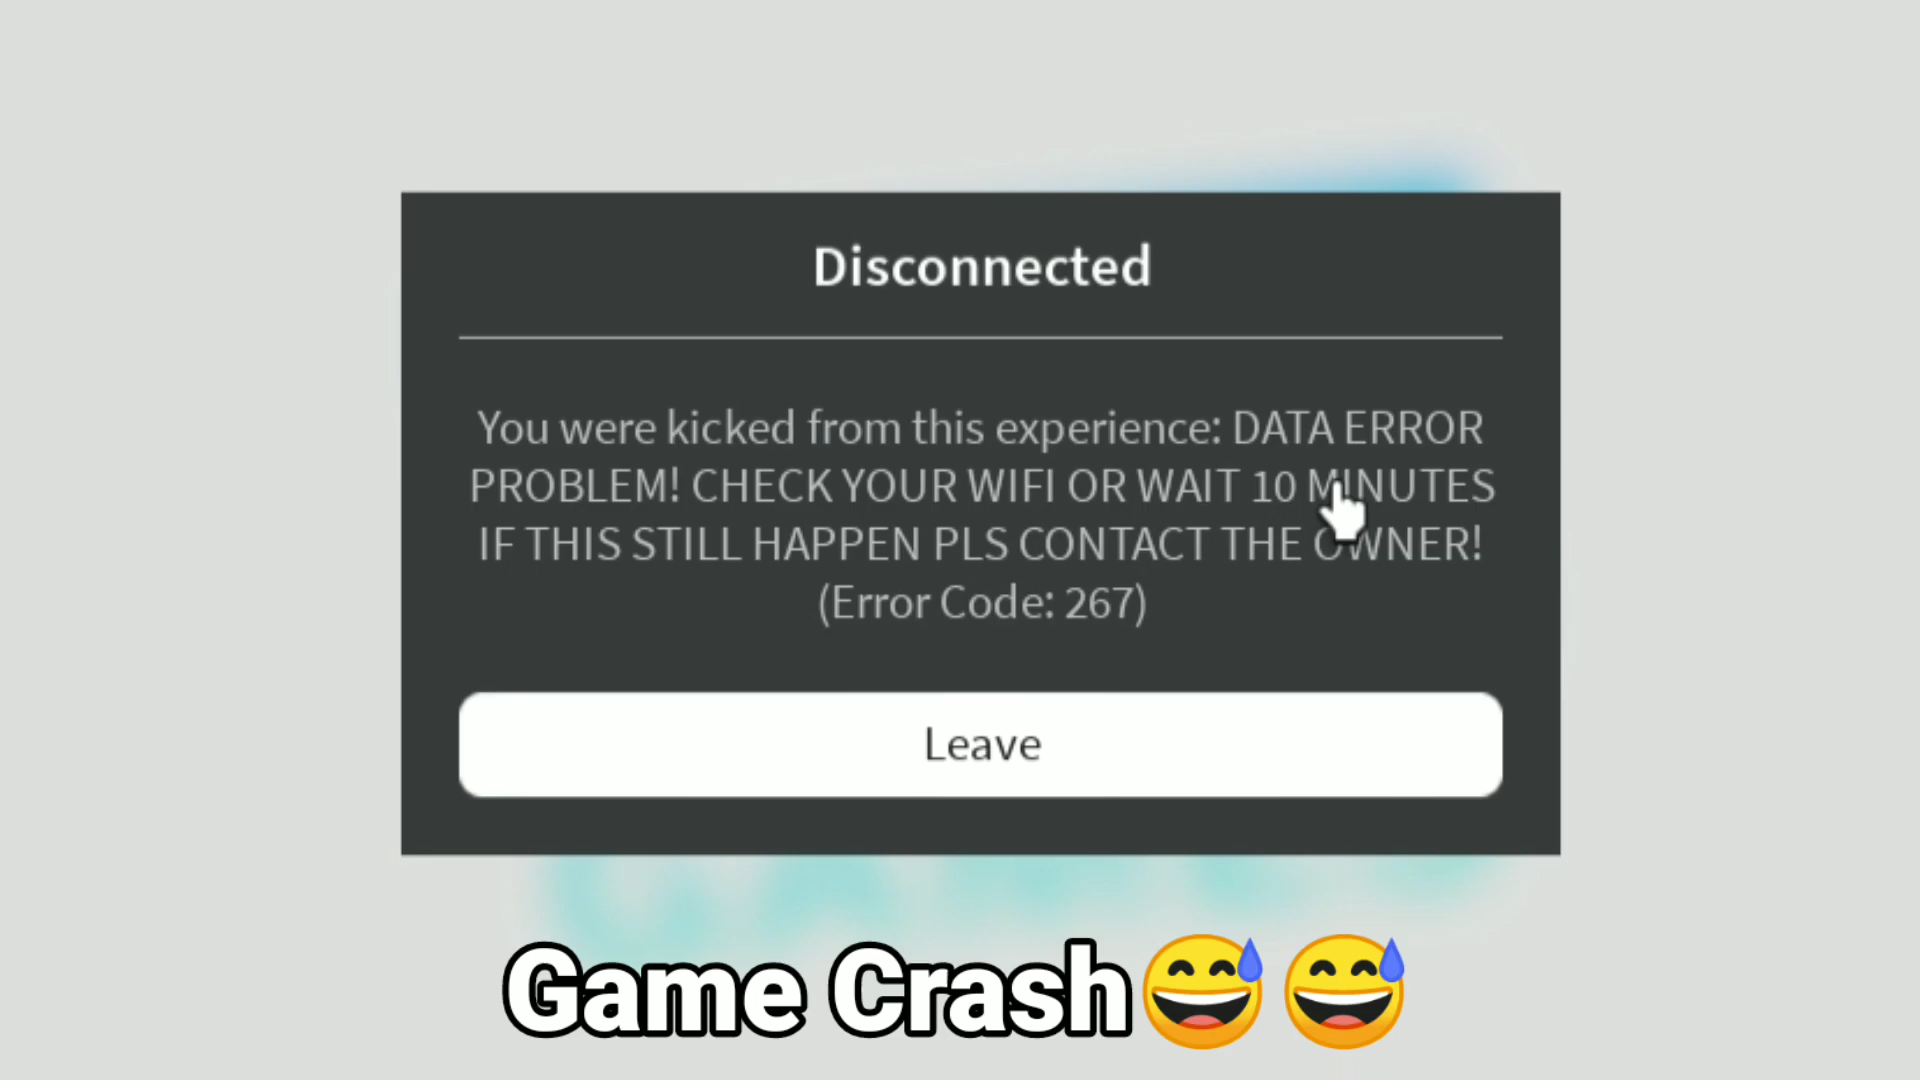 Disconnected
You were kicked from this experience: DATA ERROR
PROBLEM! CHECK YOUR WIFI OR WAIT 10 MINUTES
IF THIS STILL HAPPEN PLS CONTACT THE OWNER!
(Error Code: 267)
Leave
Game Crash😅😅